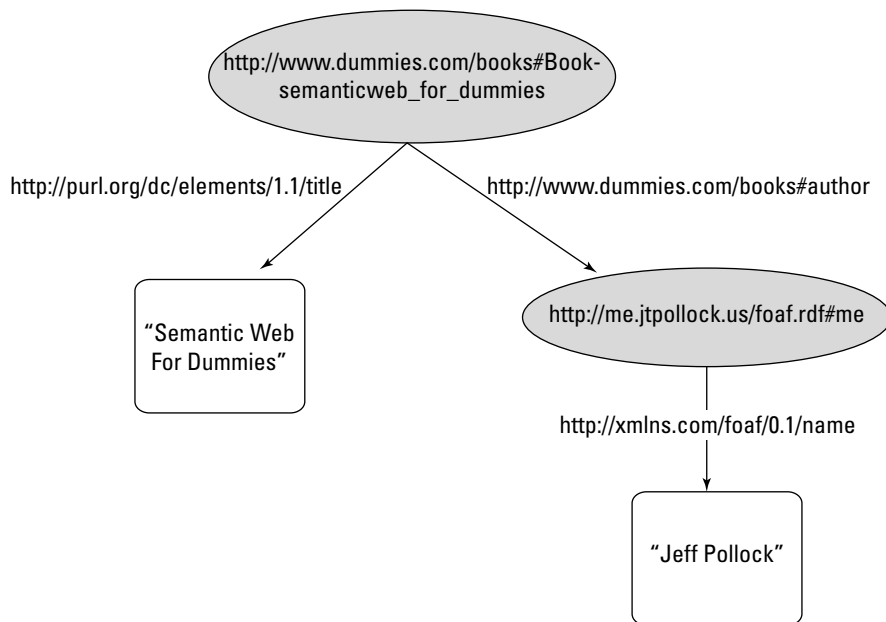 http://www.dummies.com/books#Book-
semanticweb_for_dummies
http://purl.org/dc/elements/1.1/title
http://www.dummies.com/books#author
“Semantic Web
For Dummies”
http://me.jtpollock.us/foaf.rdf#me
http://xmlns.com/foaf/0.1/name
“Jeff Pollock”